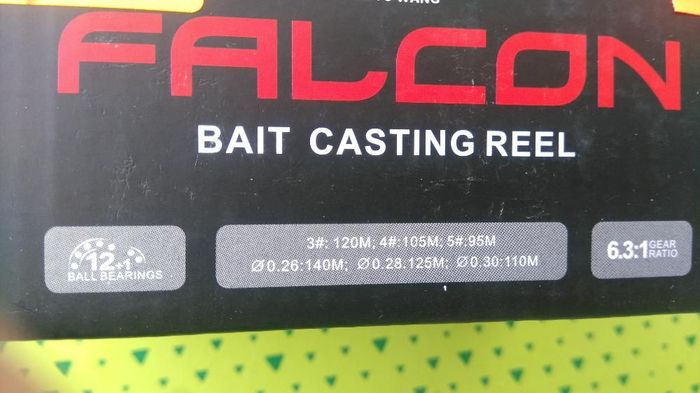 WANG
FALCON
BAIT CASTING REEL
12+1
BALL BEARINGS
3#: 120M; 4#:105M; 5#:95M
Ø0.26:140M; Ø0.28.125M; Ø0.30:110M
6.3:1 GEAR
RATIO